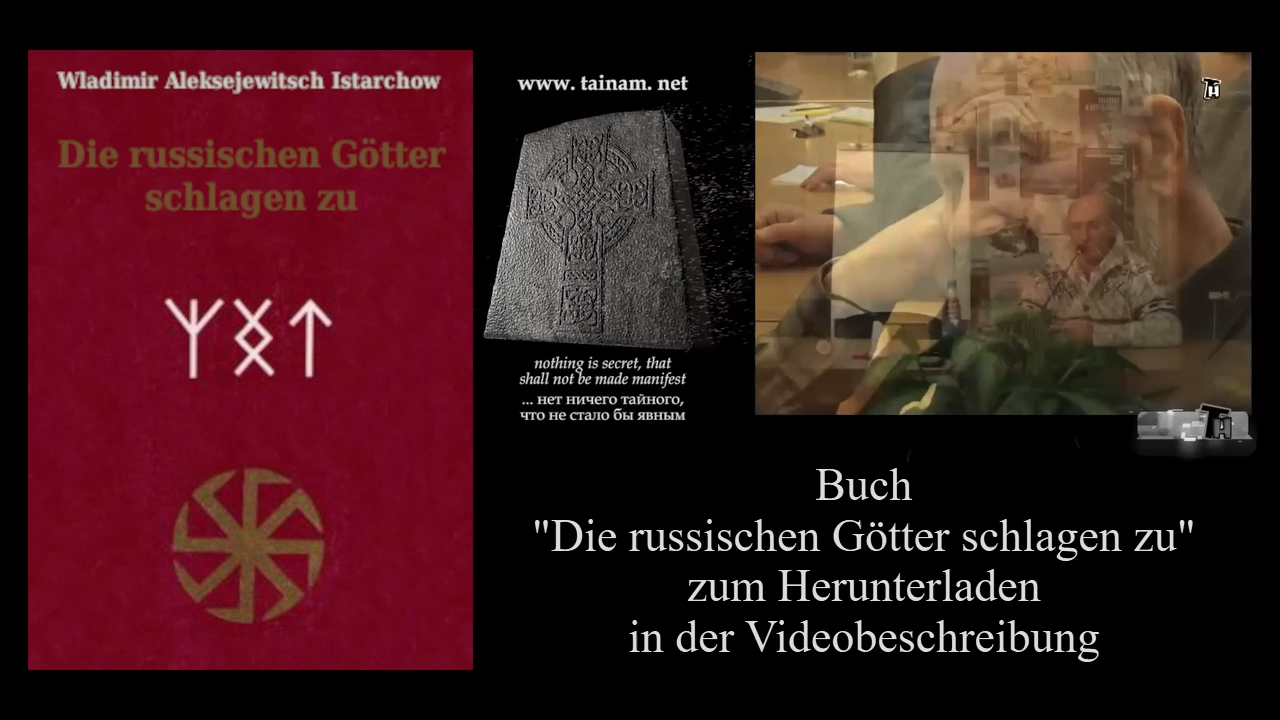 Wladimir Aleksejewitsch Istarchow
Die russischen Götter
schlagen zu
ᛉᛝᛏ
www. tainam. net
nothing is secret, that
shall not be made manifest
... нет ничего тайного,
что не стало бы явным
Buch
"Die russischen Götter schlagen zu"
zum Herunterladen
in der Videobeschreibung